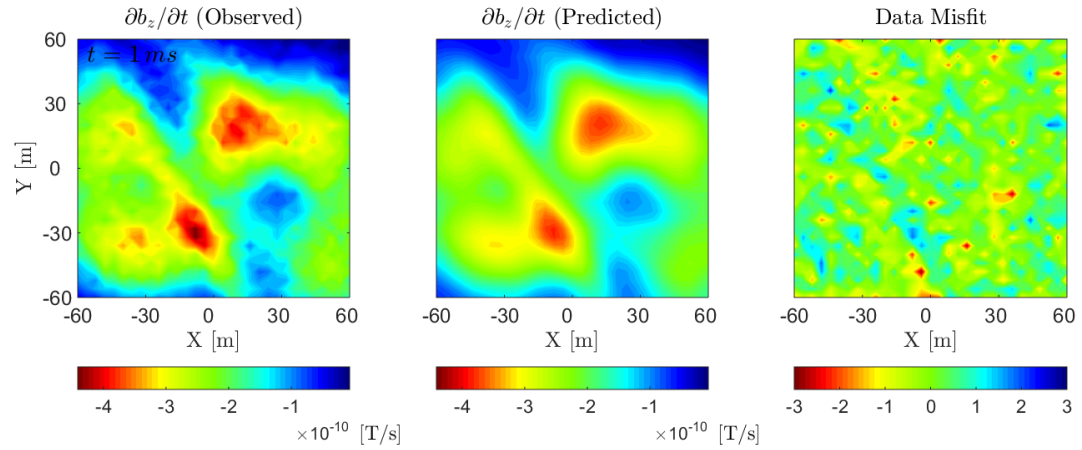 ∂b_z/∂t (Observed)
∂b_z/∂t (Predicted)
Data Misfit
t = 1 ms
60
30
0
-30
-60
Y [m]
-60 -30 0 30 60
X [m]
-60 -30 0 30 60
X [m]
-60 -30 0 30 60
X [m]
-4 -3 -2 -1
×10^-10 [T/s]
-4 -3 -2 -1
×10^-10 [T/s]
-3 -2 -1 0 1 2 3